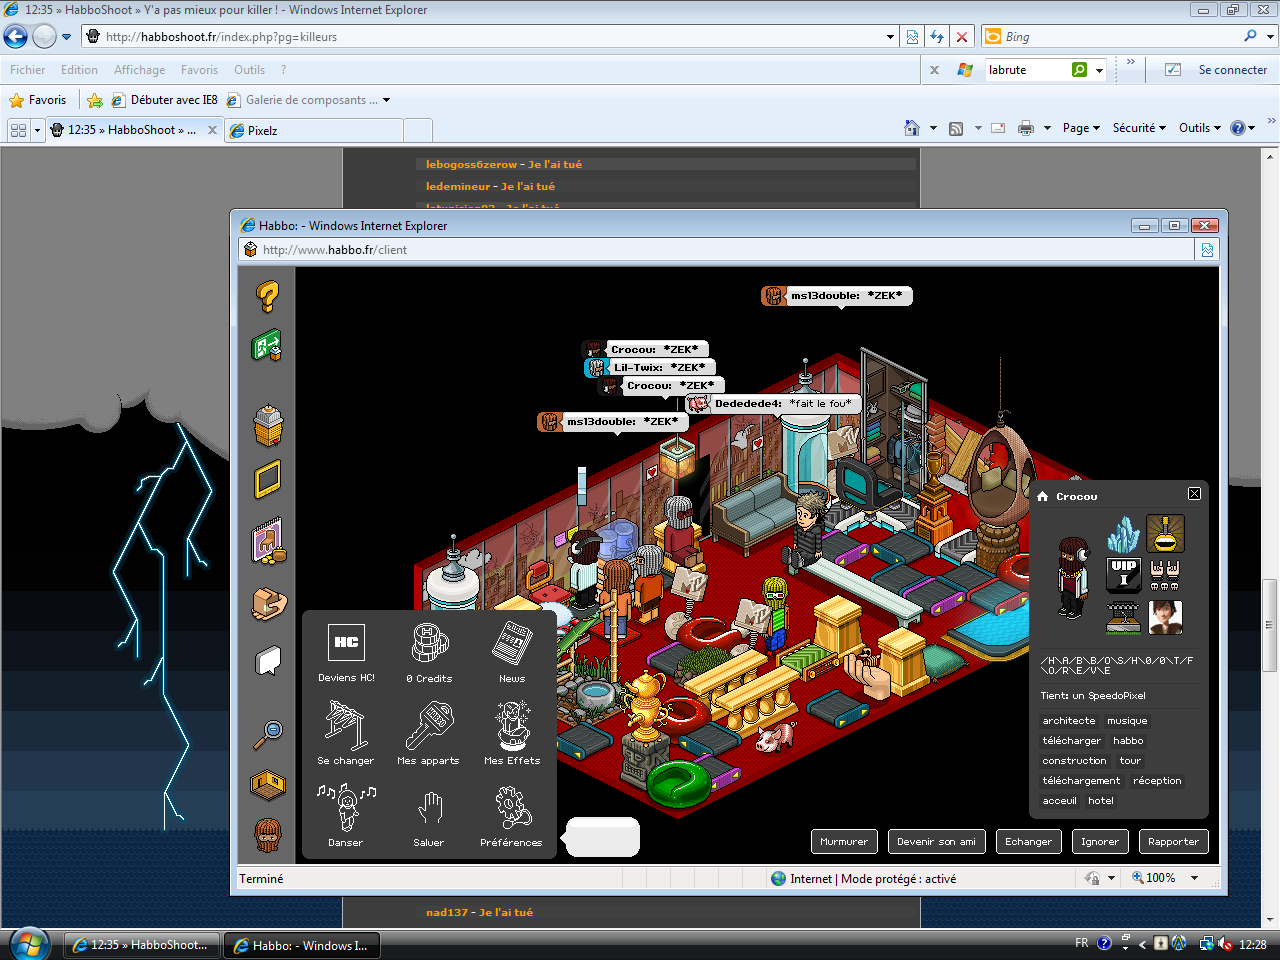 12:35 » HabboShoot » Y'a pas mieux pour killer ! - Windows Internet Explorer
http://habboshoot.fr/index.php?pg=killeurs
Bing
Fichier Edition Affichage Favoris Outils ?
labrute
Se connecter
Favoris Débuter avec IE8 Galerie de composants ...
12:35 » HabboShoot » ...
Pixelz
Page Sécurité Outils
lebogoss6zerow - Je l'ai tué
ledemineur - Je l'ai tué
Habbo: - Windows Internet Explorer
http://www.habbo.fr/client
ms13double: *ZEK*
Crocou: *ZEK*
Lil-Twix: *ZEK*
Crocou: *ZEK*
Dededede4: *fait le fou*
ms13double: *ZEK*
Crocou
VIP
I
/H\A/B\B/O\S/H\0/0\T/F
\O/R\E/V\E
Tient: un SpeedoPixel
architecte musique
télécharger habbo
construction tour
téléchargement réception
acceuil hotel
HC
Deviens HC! 0 Credits News
Se changer Mes apparts Mes Effets
Danser Saluer Préférences
Murmurer Devenir son ami Echanger Ignorer Rapporter
Terminé
Internet | Mode protégé : activé
100%
nad137 - Je l'ai tué
12:35 » HabboShoot...
Habbo: - Windows I...
FR
12:28